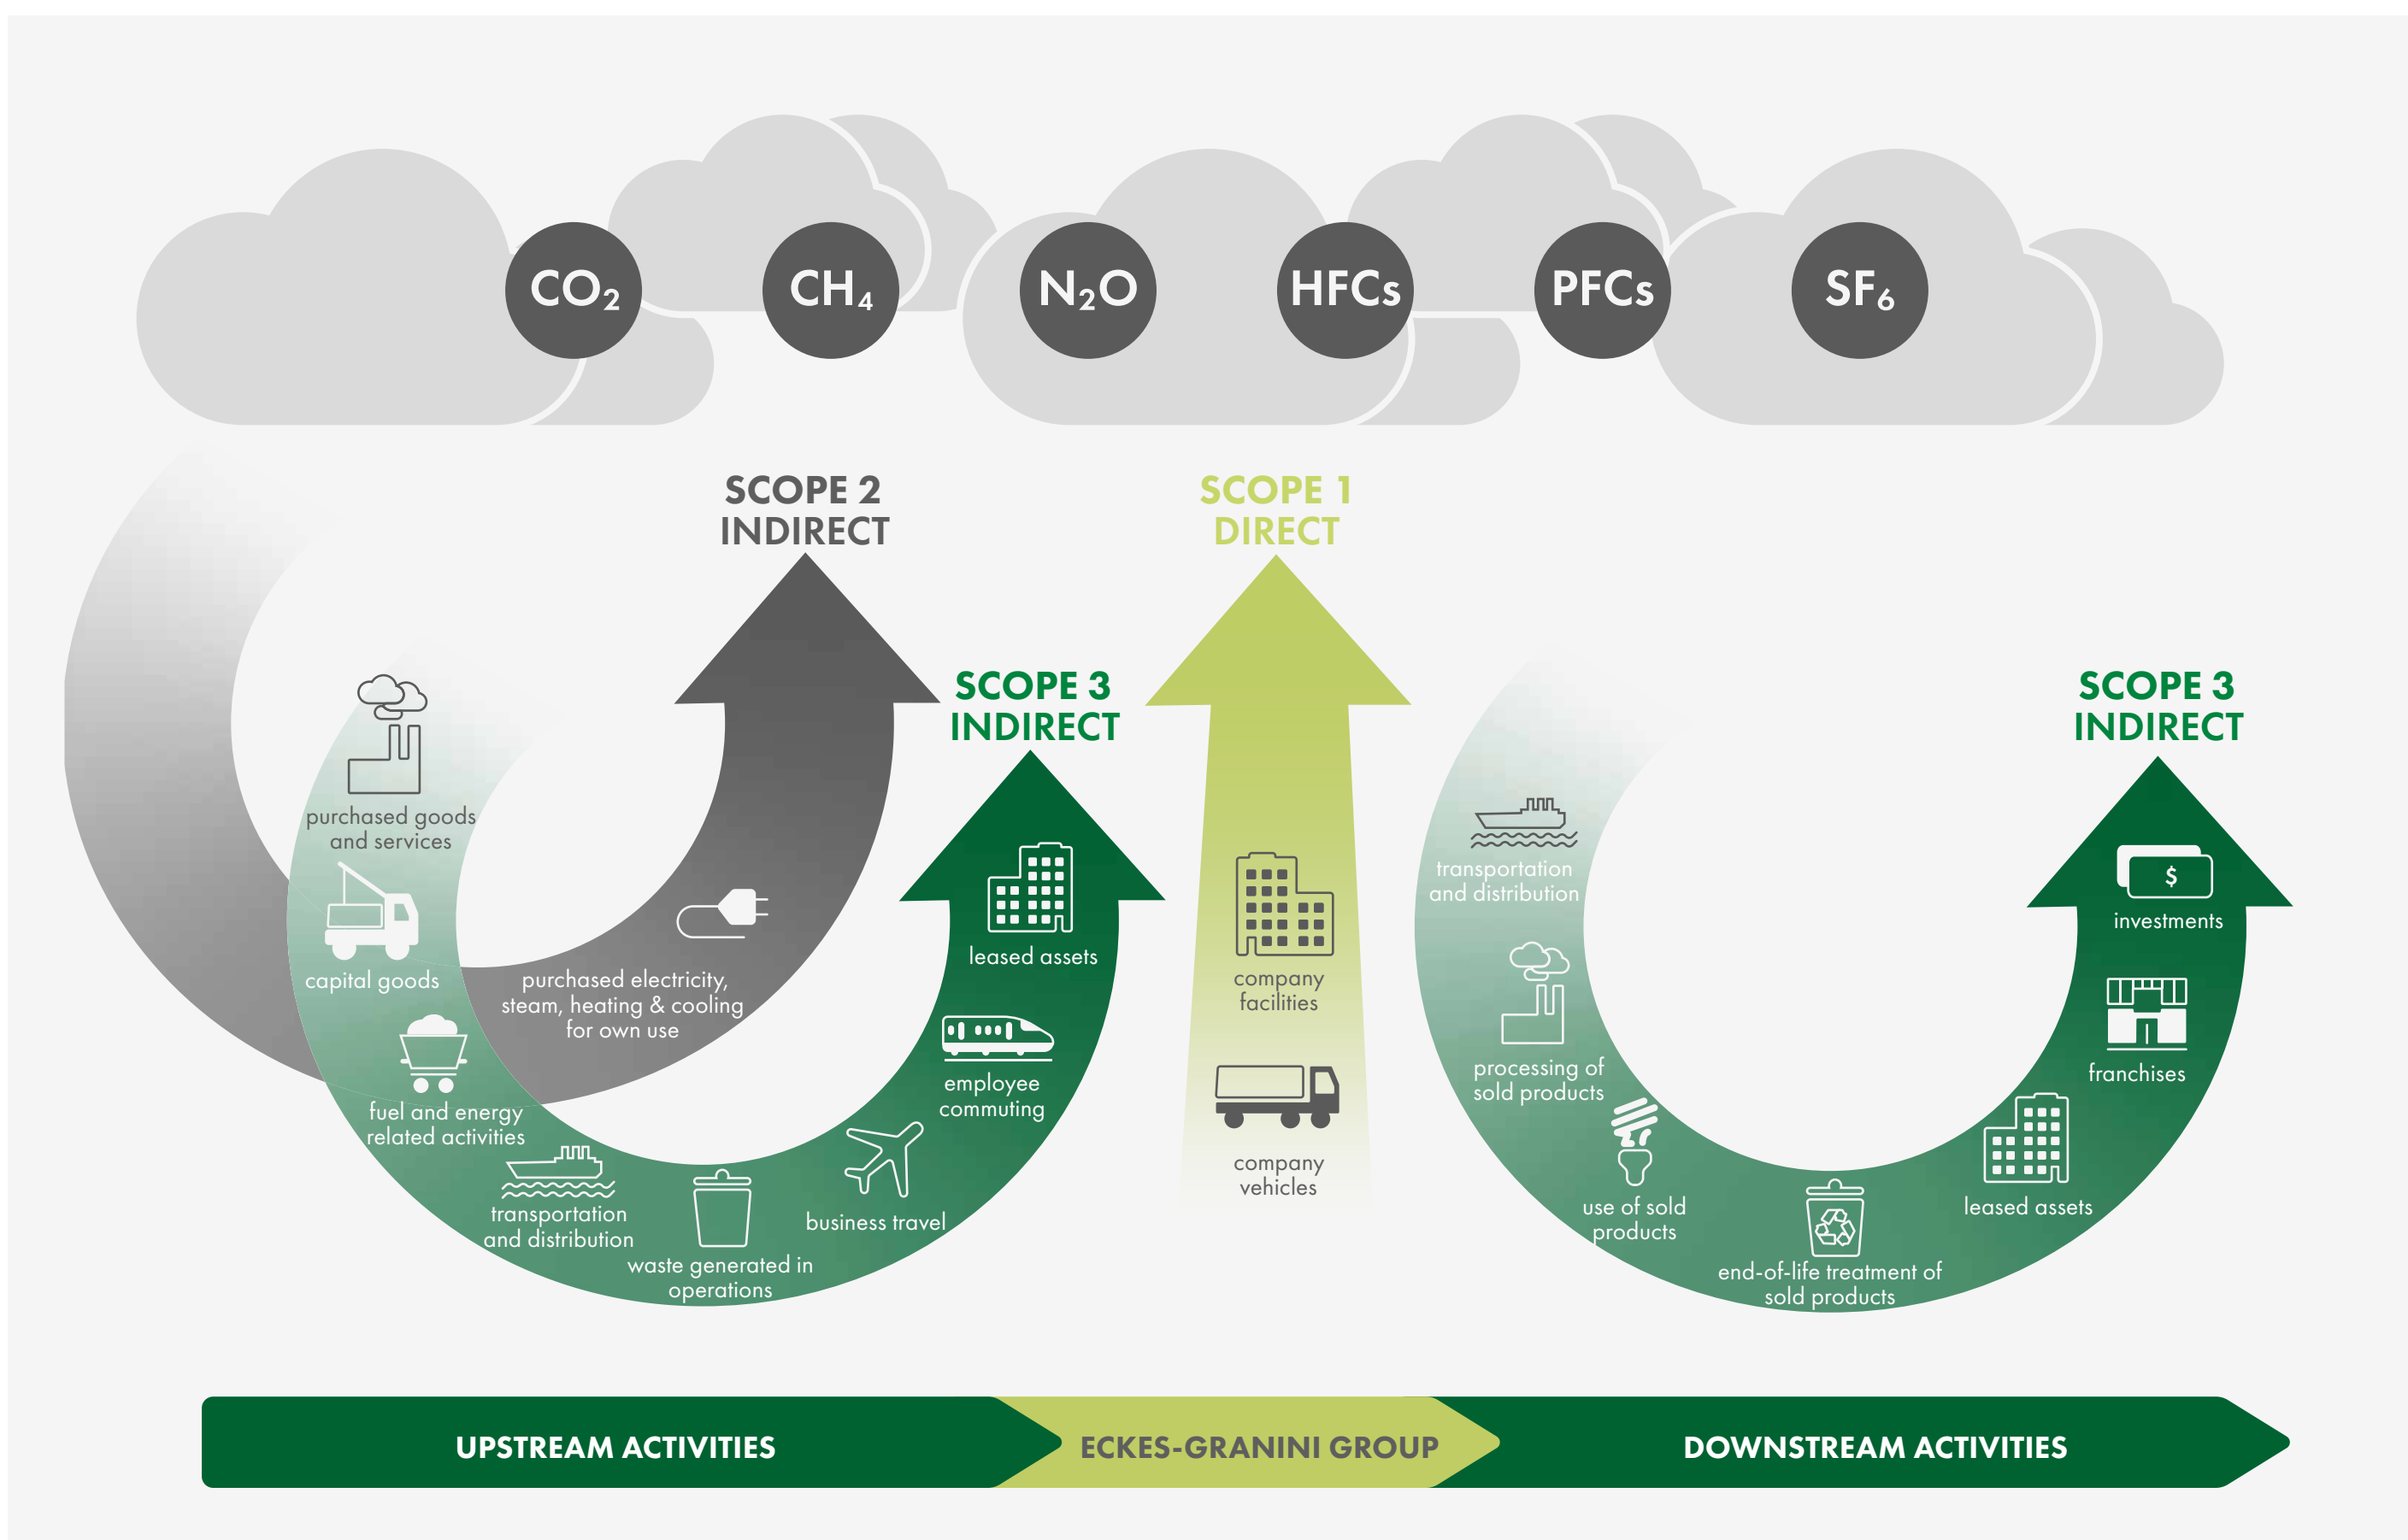 CO₂
CH₄
N₂O
HFCs
PFCs
SF₆
SCOPE 2
INDIRECT
purchased electricity,
steam, heating & cooling
for own use
SCOPE 3
INDIRECT
purchased goods
and services
capital goods
fuel and energy
related activities
transportation
and distribution
waste generated in
operations
business travel
employee
commuting
leased assets
SCOPE 1
DIRECT
company
facilities
company
vehicles
SCOPE 3
INDIRECT
transportation
and distribution
processing of
sold products
use of sold
products
end-of-life treatment of
sold products
leased assets
franchises
$
investments
UPSTREAM ACTIVITIES
ECKES-GRANINI GROUP
DOWNSTREAM ACTIVITIES